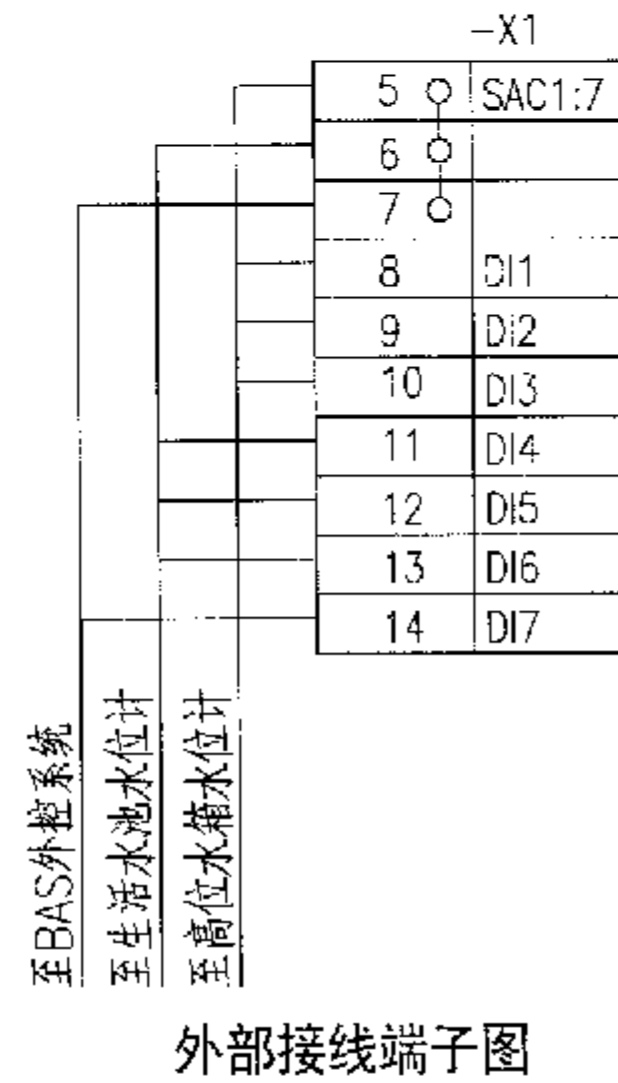 -X1
5 SAC1:7
6
7
8 DI1
9 DI2
10 DI3
11 DI4
12 DI5
13 DI6
14 DI7
至BAS外控系统
至生活水池水位计
至高位水箱水位计
外部接线端子图